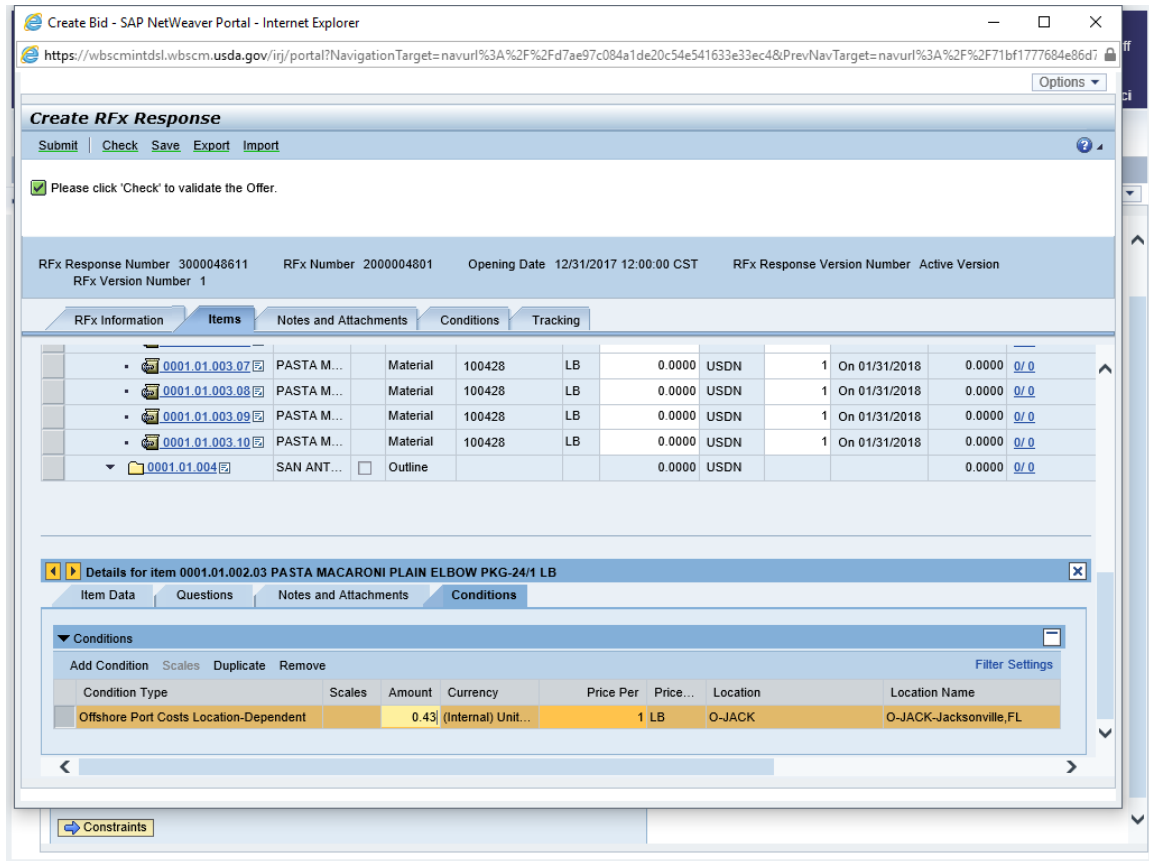 Create Bid - SAP NetWeaver Portal - Internet Explorer
https://wbscmintdsl.wbscm.usda.gov/irj/portal?NavigationTarget=navurl%3A%2F%2Fd7ae97c084a1de20c54e541633e33ec4&PrevNavTarget=navurl%3A%2F%2F71bf1777684e86d7
Options
Create RFx Response
Submit Check Save Export Import
Please click 'Check' to validate the Offer.
RFx Response Number 3000048611 RFx Number 2000004801 Opening Date 12/31/2017 12:00:00 CST RFx Response Version Number Active Version
RFx Version Number 1
RFx Information Items Notes and Attachments Conditions Tracking
0001.01.003.07 PASTA M... Material 100428 LB 0.0000 USDN 1 On 01/31/2018 0.0000 0/ 0
0001.01.003.08 PASTA M... Material 100428 LB 0.0000 USDN 1 On 01/31/2018 0.0000 0/ 0
0001.01.003.09 PASTA M... Material 100428 LB 0.0000 USDN 1 On 01/31/2018 0.0000 0/ 0
0001.01.003.10 PASTA M... Material 100428 LB 0.0000 USDN 1 On 01/31/2018 0.0000 0/ 0
0001.01.004 SAN ANT... Outline 0.0000 USDN 0.0000 0/ 0
Details for item 0001.01.002.03 PASTA MACARONI PLAIN ELBOW PKG-24/1 LB
Item Data Questions Notes and Attachments Conditions
Conditions
Add Condition Scales Duplicate Remove Filter Settings
Condition Type Scales Amount Currency Price Per Price... Location Location Name
Offshore Port Costs Location-Dependent 0.43 (Internal) Unit... 1 LB O-JACK O-JACK-Jacksonville,FL
Constraints